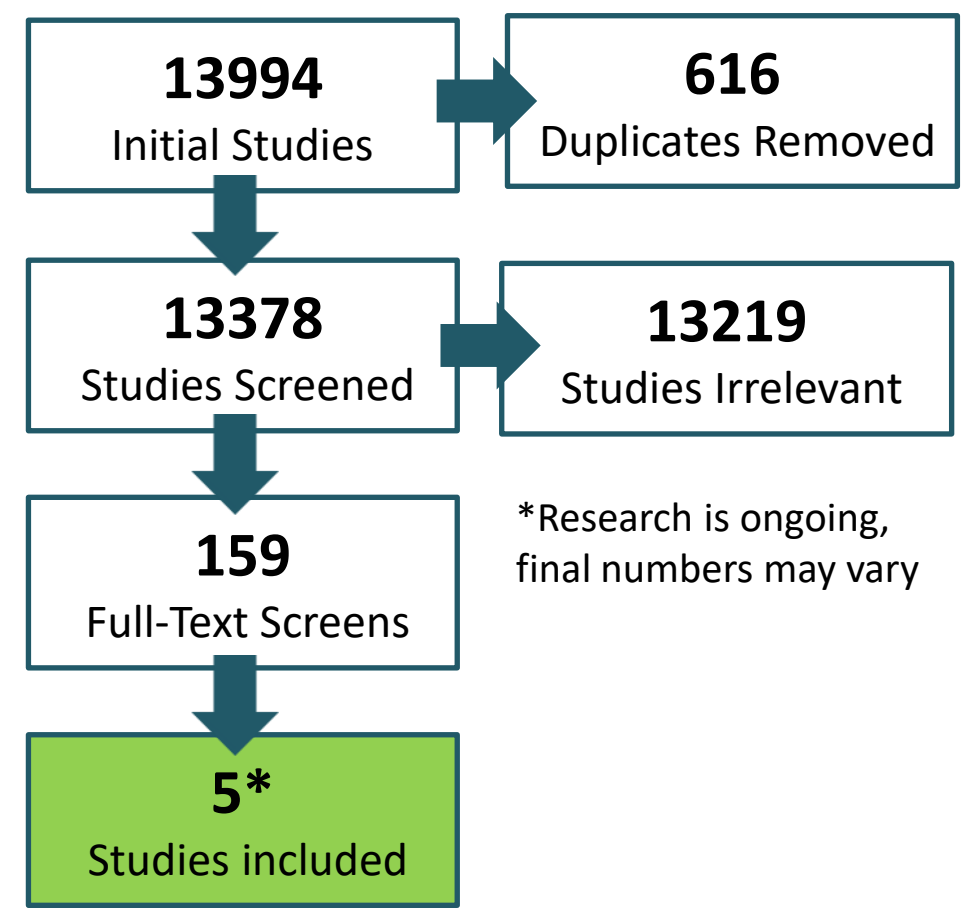 13994
Initial Studies
616
Duplicates Removed
13378
Studies Screened
13219
Studies Irrelevant
159
Full-Text Screens
*Research is ongoing,
final numbers may vary
5*
Studies included